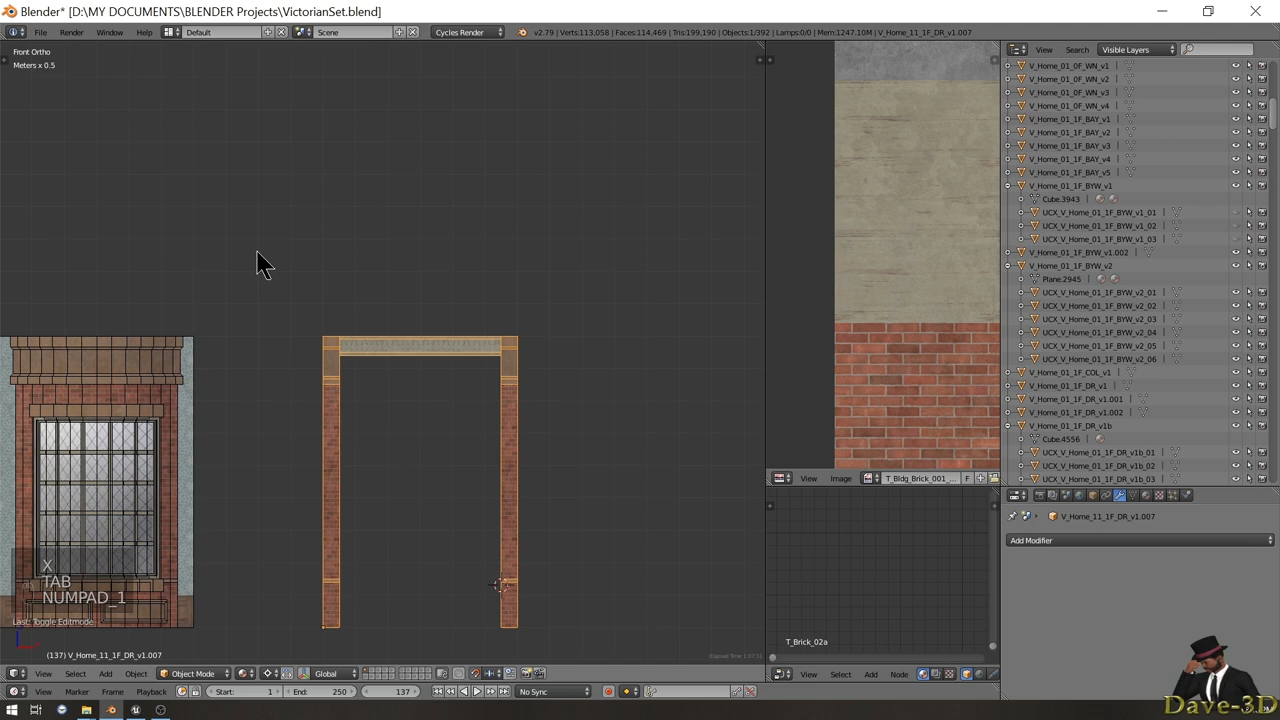 Blender* [D:\MY DOCUMENTS\BLENDER Projects\VictorianSet.blend]
File Render Window Help Default Scene Cycles Render v2.79 | Verts:113,058 | Faces:114,469 | Tris:199,190 | Objects:1/392 | Lamps:0/0 | Mem:1247.10M | V_Home_11_1F_DR_v1.007
Front Ortho
Meters x 0.5
View Search Visible Layers
V_Home_01_0F_WN_v1
V_Home_01_0F_WN_v2
V_Home_01_0F_WN_v3
V_Home_01_0F_WN_v4
V_Home_01_1F_BAY_v1
V_Home_01_1F_BAY_v2
V_Home_01_1F_BAY_v3
V_Home_01_1F_BAY_v4
V_Home_01_1F_BAY_v5
V_Home_01_1F_BYW_v1
Cube.3943
UCX_V_Home_01_1F_BYW_v1_01
UCX_V_Home_01_1F_BYW_v1_02
UCX_V_Home_01_1F_BYW_v1_03
V_Home_01_1F_BYW_v1.002
V_Home_01_1F_BYW_v2
Plane.2945
UCX_V_Home_01_1F_BYW_v2_01
UCX_V_Home_01_1F_BYW_v2_02
UCX_V_Home_01_1F_BYW_v2_03
UCX_V_Home_01_1F_BYW_v2_04
UCX_V_Home_01_1F_BYW_v2_05
UCX_V_Home_01_1F_BYW_v2_06
V_Home_01_1F_COL_v1
V_Home_01_1F_DR_v1
V_Home_01_1F_DR_v1.001
V_Home_01_1F_DR_v1.002
V_Home_01_1F_DR_v1b
Cube.4556
UCX_V_Home_01_1F_DR_v1b_01
UCX_V_Home_01_1F_DR_v1b_02
UCX_V_Home_01_1F_DR_v1b_03
View Image T_Bldg_Brick_001_... F
V_Home_11_1F_DR_v1.007
Add Modifier
X
TAB
NUMPAD_1
Last: Toggle Editmode
(137) V_Home_11_1F_DR_v1.007
T_Brick_02a
View Select Add Object Object Mode Global
View Select Add Node
View Marker Frame Playback Start: 1 End: 250 137 No Sync
Dave-3D